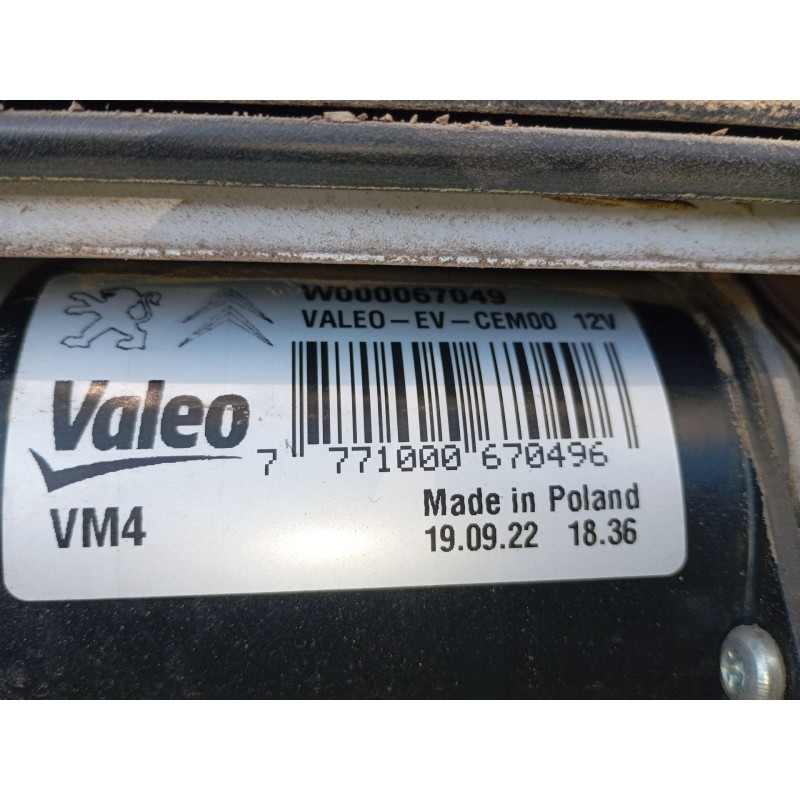 W000067049
VALEO-EV-CEM00 12V
Valeo
7 771000 670496
VM4
Made in Poland
19.09.22 18.36